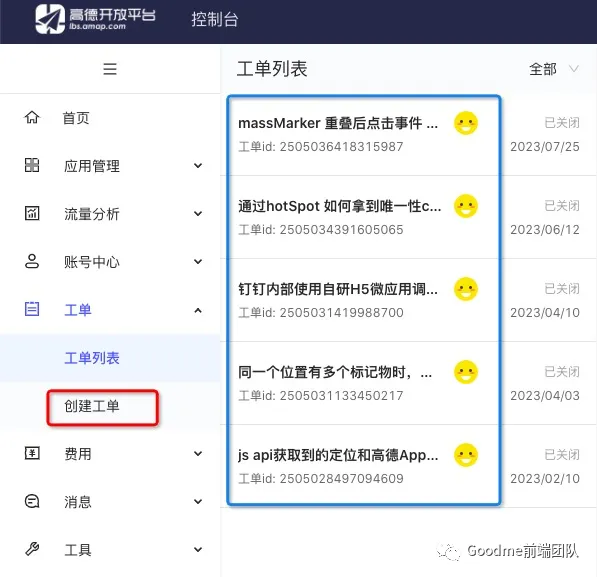 高德开放平台
lbs.amap.com
控制台
首页
应用管理
流量分析
账号中心
工单
工单列表
创建工单
费用
消息
工具
工单列表
全部
massMarker 重叠后点击事件 ...
已关闭
工单id: 2505036418315987
2023/07/25
通过hotSpot 如何拿到唯一性c...
已关闭
工单id: 2505034391605065
2023/06/12
钉钉内部使用自研H5微应用调...
已关闭
工单id: 2505031419988700
2023/04/10
同一个位置有多个标记物时，...
已关闭
工单id: 2505031133450217
2023/04/03
js api获取到的定位和高德App...
已关闭
工单id: 2505028497094609
2023/02/10
Goodme前端团队